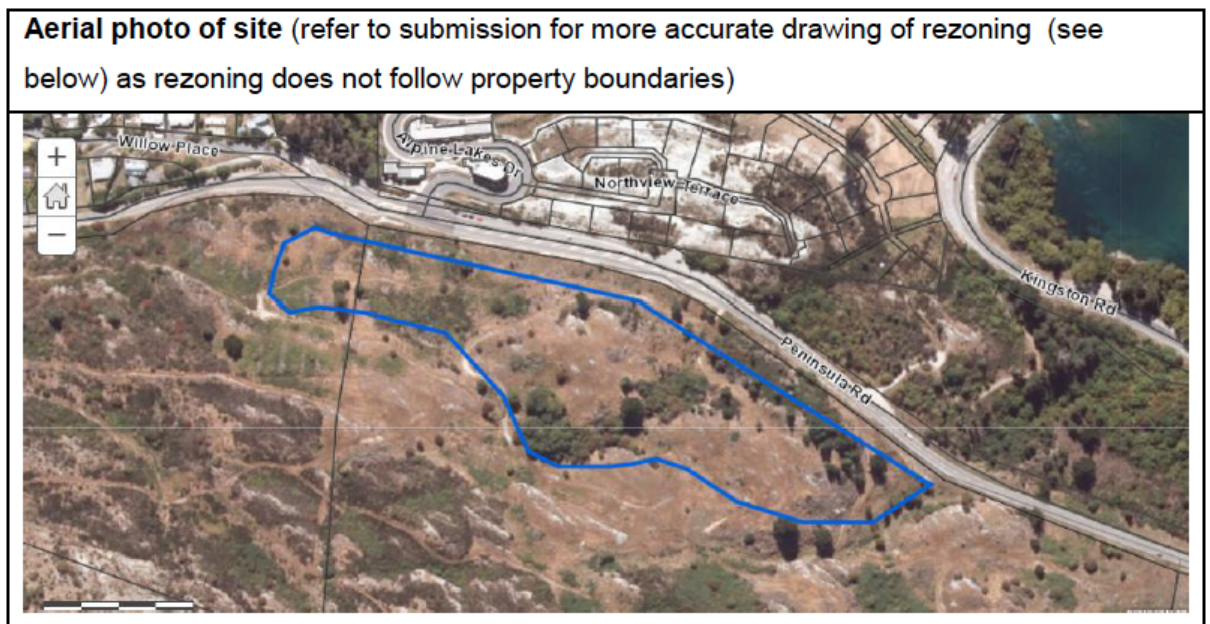 Aerial photo of site (refer to submission for more accurate drawing of rezoning (see
below) as rezoning does not follow property boundaries)
Willow Place
Alpine Lakes Dr
Northview Terrace
Kingston Rd
Peninsula Rd